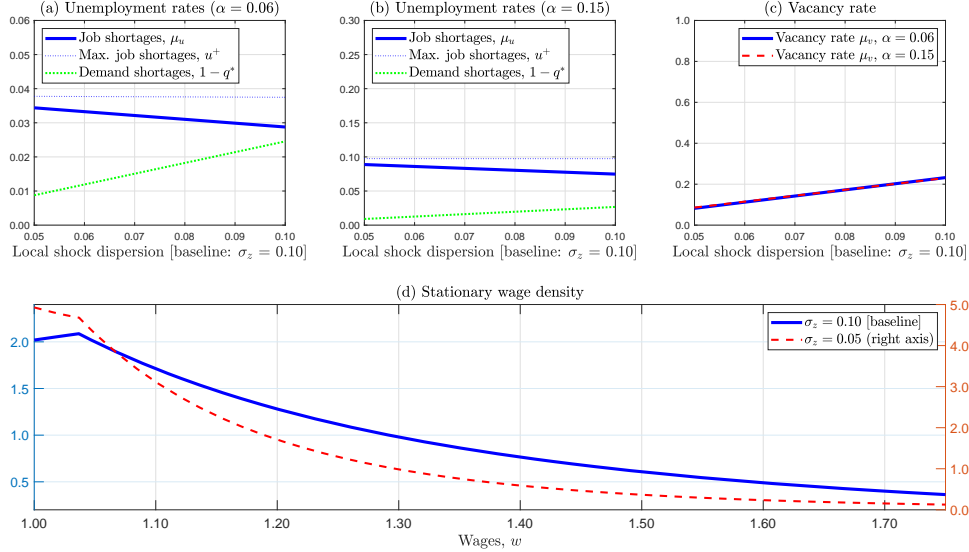 (a) Unemployment rates (α = 0.06)
0.06
0.05
0.04
0.03
0.02
0.01
0.00
Job shortages, μᵤ
Max. job shortages, u⁺
Demand shortages, 1 − q*
0.05 0.06 0.07 0.08 0.09 0.10
Local shock dispersion [baseline: σ_z = 0.10]
(b) Unemployment rates (α = 0.15)
0.30
0.25
0.20
0.15
0.10
0.05
0.00
Job shortages, μᵤ
Max. job shortages, u⁺
Demand shortages, 1 − q*
0.05 0.06 0.07 0.08 0.09 0.10
Local shock dispersion [baseline: σ_z = 0.10]
(c) Vacancy rate
1.0
0.8
0.6
0.4
0.2
0.0
Vacancy rate μᵥ, α = 0.06
Vacancy rate μᵥ, α = 0.15
0.05 0.06 0.07 0.08 0.09 0.10
Local shock dispersion [baseline: σ_z = 0.10]
(d) Stationary wage density
2.0
1.5
1.0
0.5
σ_z = 0.10 [baseline]
σ_z = 0.05 (right axis)
5.0
4.0
3.0
2.0
1.0
0.0
1.00 1.10 1.20 1.30 1.40 1.50 1.60 1.70
Wages, w